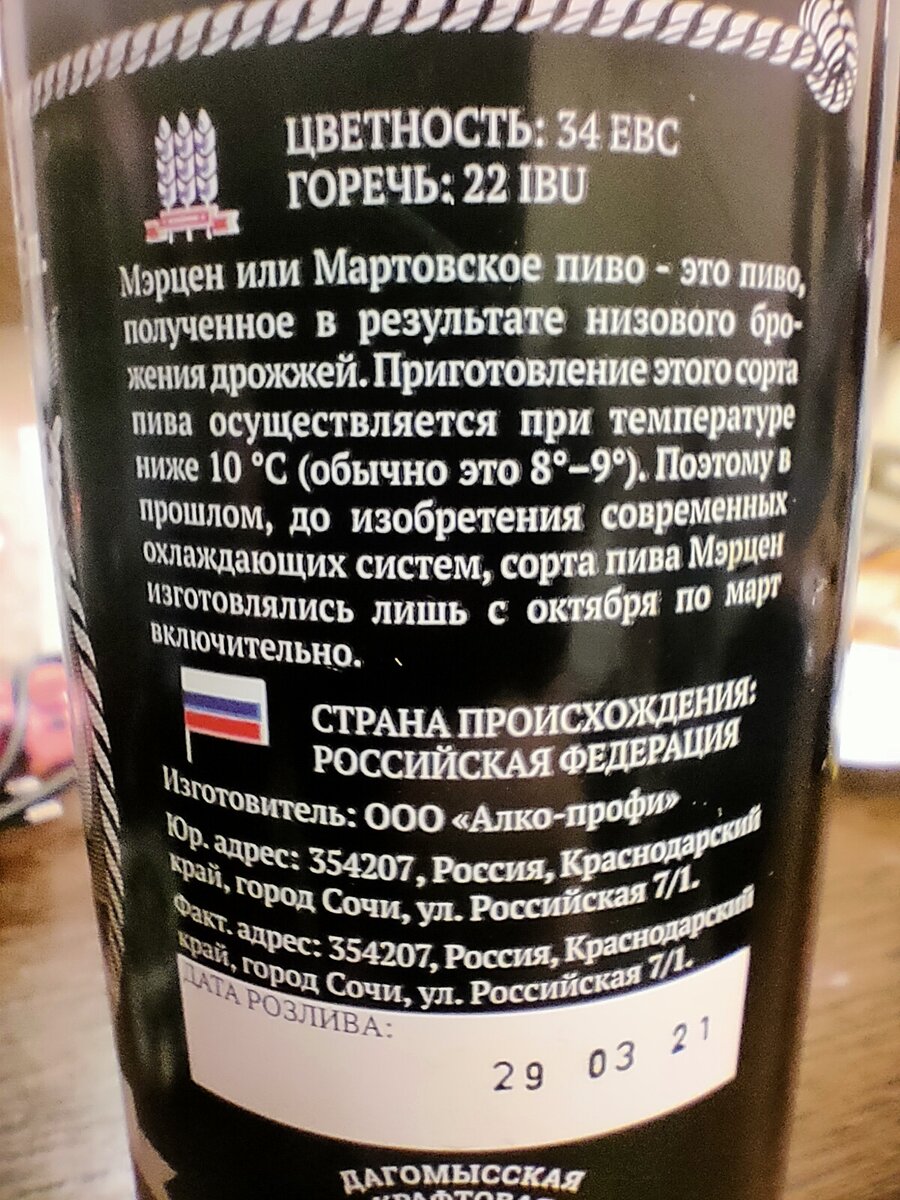 ЦВЕТНОСТЬ: 34 EBC
ГОРЕЧЬ: 22 IBU
Мэрцен или Мартовское пиво - это пиво,
полученное в результате низового бро-
жения дрожжей. Приготовление этого сорта
пива осуществляется при температуре
ниже 10 °С (обычно это 8°–9°). Поэтому в
прошлом, до изобретения современных
охлаждающих систем, сорта пива Мэрцен
изготовлялись лишь с октября по март
включительно.
СТРАНА ПРОИСХОЖДЕНИЯ:
РОССИЙСКАЯ ФЕДЕРАЦИЯ
Изготовитель: ООО «Алко-профи»
Юр. адрес: 354207, Россия, Краснодарский
край, город Сочи, ул. Российская 7/1.
Факт. адрес: 354207, Россия, Краснодарский
край, город Сочи, ул. Российская 7/1.
ДАТА РОЗЛИВА:
29 03 21
ДАГОМЫССКАЯ
КРАФТОВАЯ